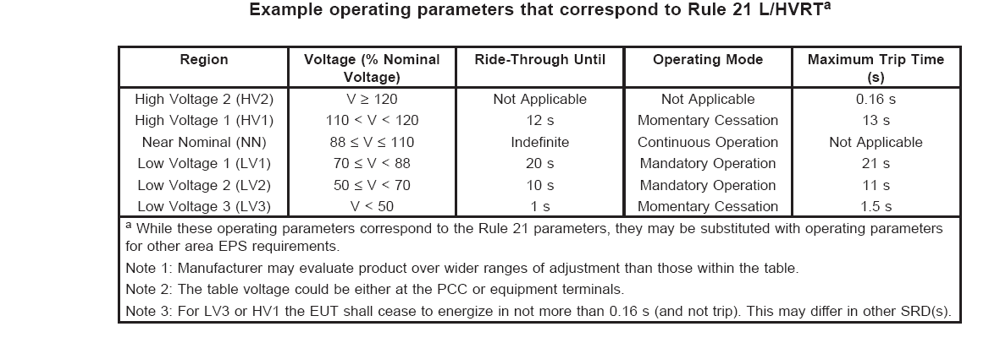 Example operating parameters that correspond to Rule 21 L/HVRTa
Region Voltage (% Nominal Voltage) Ride-Through Until Operating Mode Maximum Trip Time (s)
High Voltage 2 (HV2) V ≥ 120 Not Applicable Not Applicable 0.16 s
High Voltage 1 (HV1) 110 < V < 120 12 s Momentary Cessation 13 s
Near Nominal (NN) 88 ≤ V ≤ 110 Indefinite Continuous Operation Not Applicable
Low Voltage 1 (LV1) 70 ≤ V < 88 20 s Mandatory Operation 21 s
Low Voltage 2 (LV2) 50 ≤ V < 70 10 s Mandatory Operation 11 s
Low Voltage 3 (LV3) V < 50 1 s Momentary Cessation 1.5 s
a While these operating parameters correspond to the Rule 21 parameters, they may be substituted with operating parameters
for other area EPS requirements.
Note 1: Manufacturer may evaluate product over wider ranges of adjustment than those within the table.
Note 2: The table voltage could be either at the PCC or equipment terminals.
Note 3: For LV3 or HV1 the EUT shall cease to energize in not more than 0.16 s (and not trip). This may differ in other SRD(s).